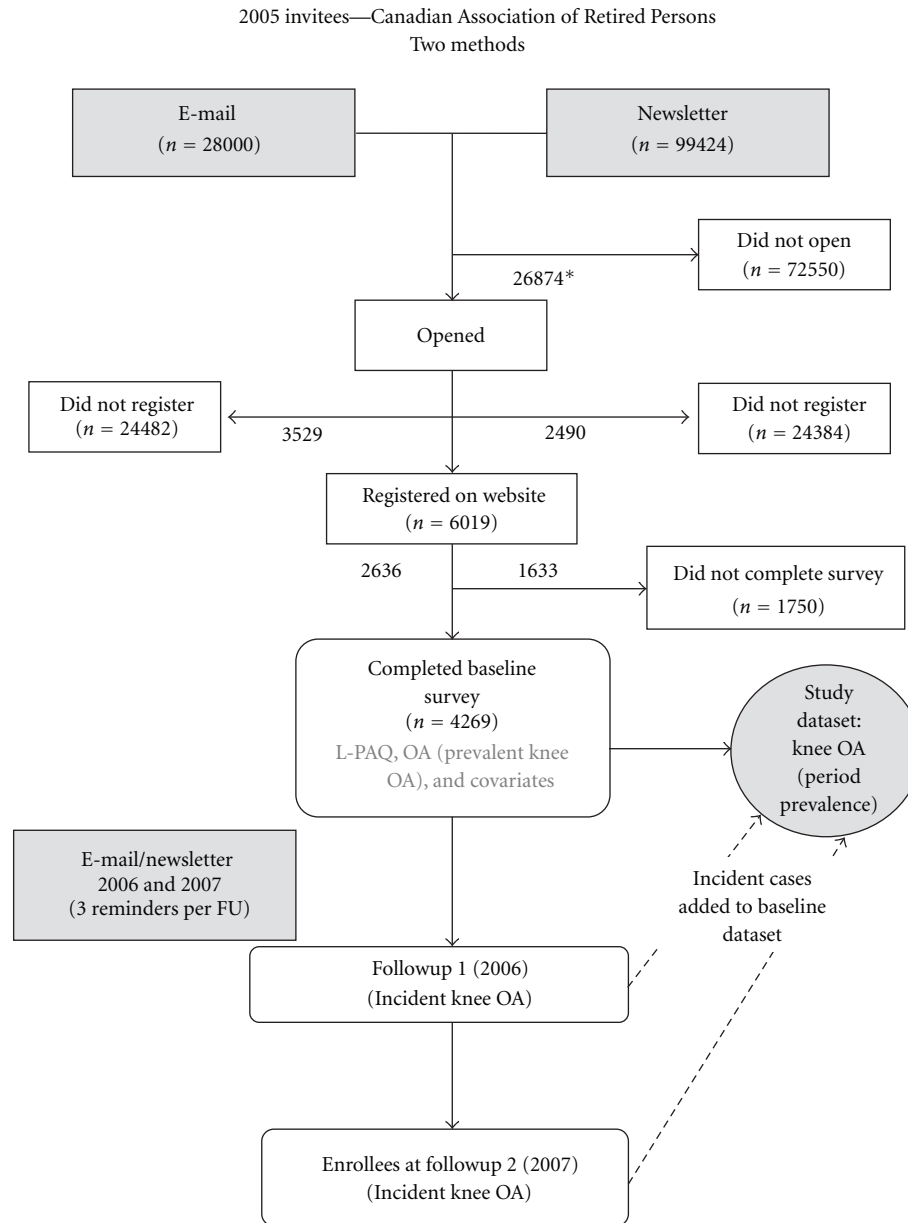 2005 invitees—Canadian Association of Retired Persons
Two methods
E-mail
(n = 28000)
Newsletter
(n = 99424)
Did not open
(n = 72550)
26874*
Opened
Did not register
(n = 24482)
3529
2490
Did not register
(n = 24384)
Registered on website
(n = 6019)
2636
1633
Did not complete survey
(n = 1750)
Completed baseline
survey
(n = 4269)
L-PAQ, OA (prevalent knee
OA), and covariates
Study
dataset:
knee OA
(period
prevalence)
E-mail/newsletter
2006 and 2007
(3 reminders per FU)
Incident cases
added to baseline
dataset
Followup 1 (2006)
(Incident knee OA)
Enrollees at followup 2 (2007)
(Incident knee OA)